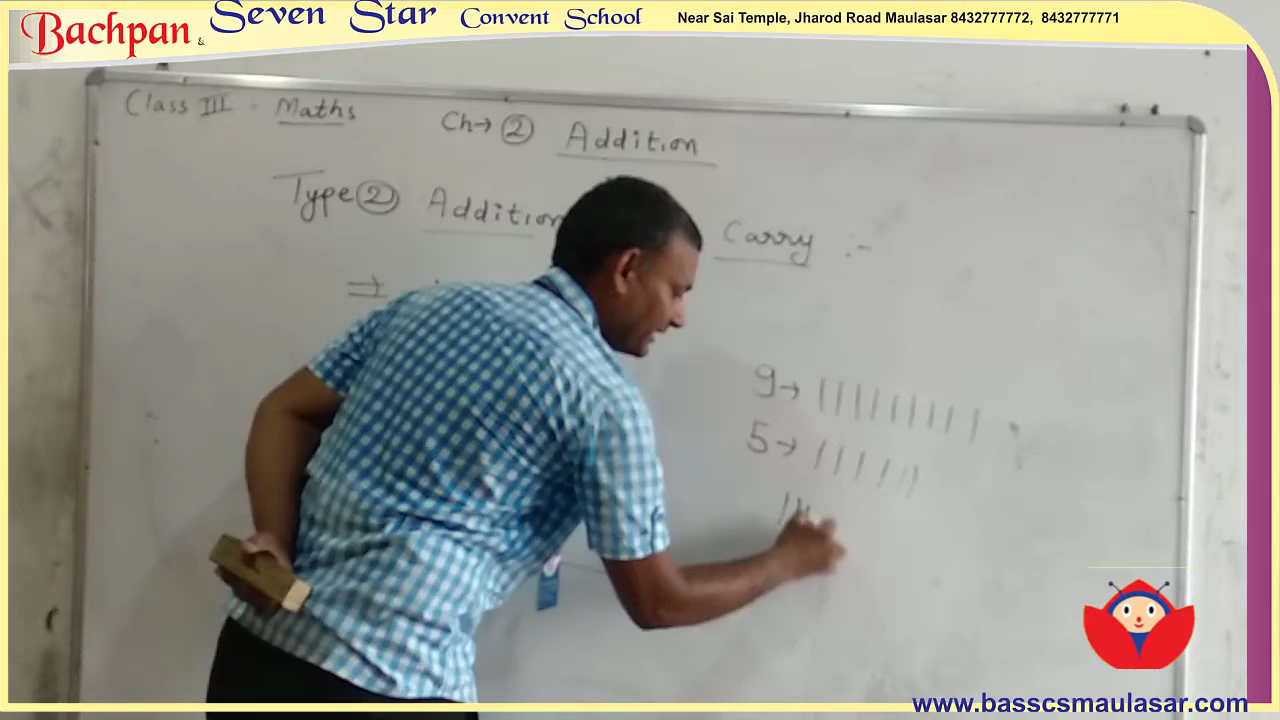 Bachpan & Seven Star Convent School Near Sai Temple, Jharod Road Maulasar 8432777772, 8432777771
Class III - Maths
Ch→ ② Addition
Type ② Addition Carry :-
⇒
9→ | | | | | | | | |
5→ | | | | |
www.basscsmaulasar.com